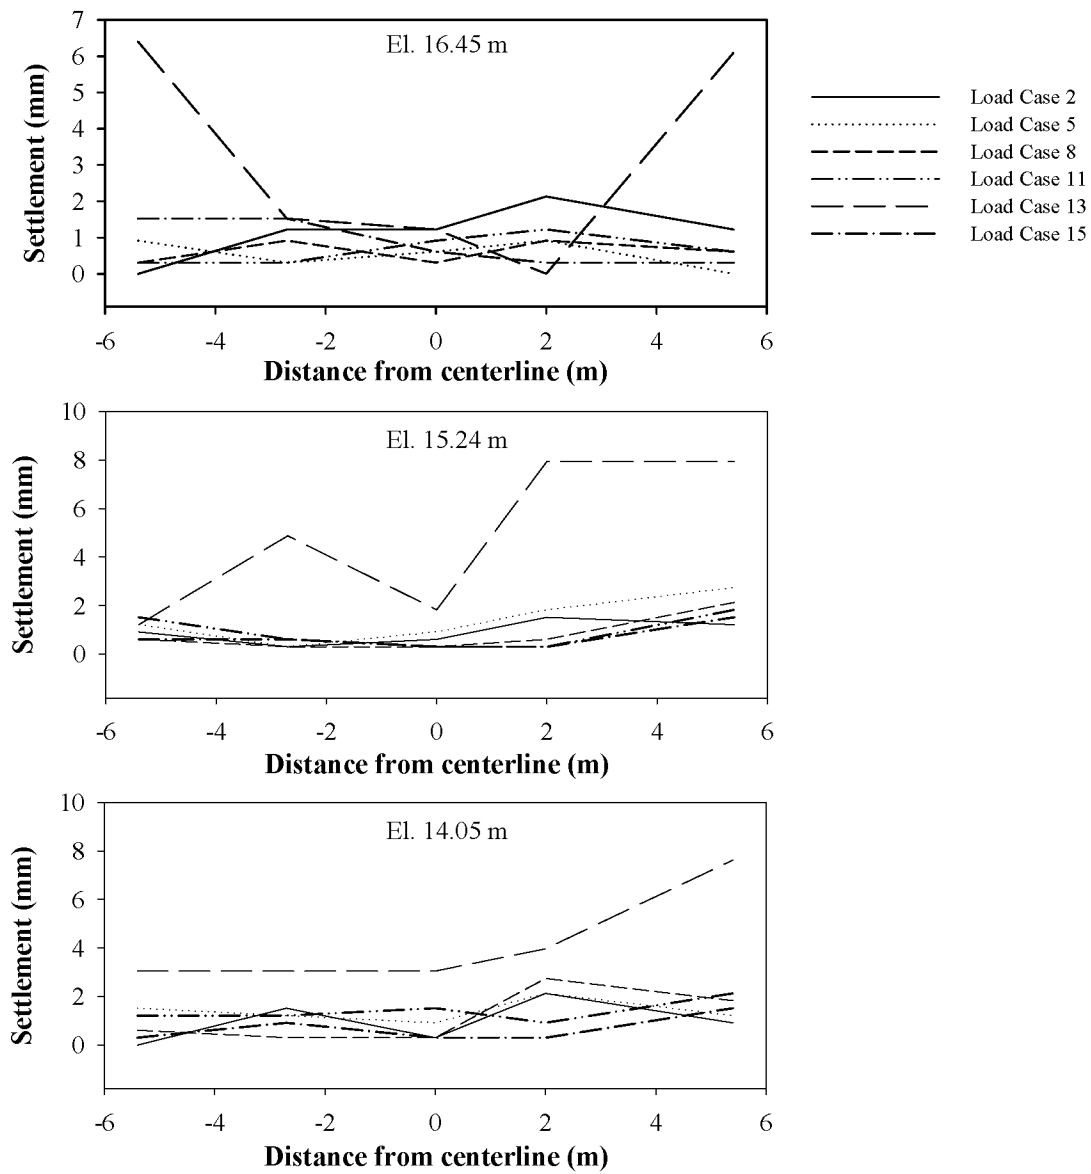 El. 16.45 m
7
6
5
4
3
2
1
0
Settlement (mm)
-6 -4 -2 0 2 4 6
Distance from centerline (m)
Load Case 2
Load Case 5
Load Case 8
Load Case 11
Load Case 13
Load Case 15
El. 15.24 m
10
8
6
4
2
0
Settlement (mm)
-6 -4 -2 0 2 4 6
Distance from centerline (m)
El. 14.05 m
10
8
6
4
2
0
Settlement (mm)
-6 -4 -2 0 2 4 6
Distance from centerline (m)